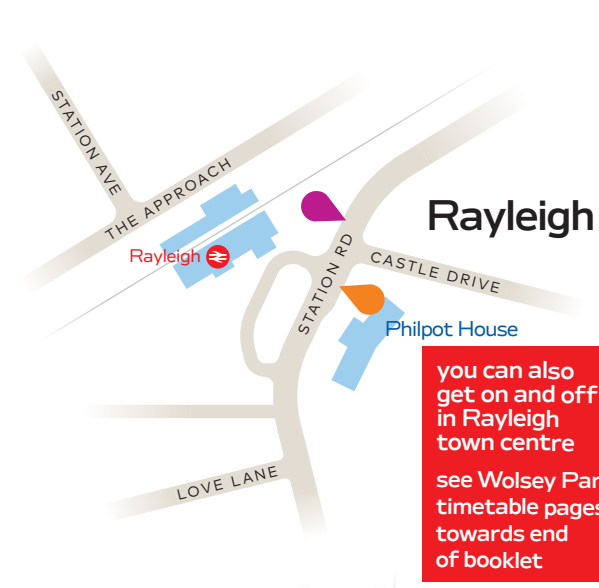 STATION AVE
THE APPROACH
Rayleigh
Rayleigh
STATION RD
CASTLE DRIVE
Philpot House
you can also
get on and off
in Rayleigh
town centre
see Wolsey Par
timetable pages
towards end
of booklet
LOVE LANE